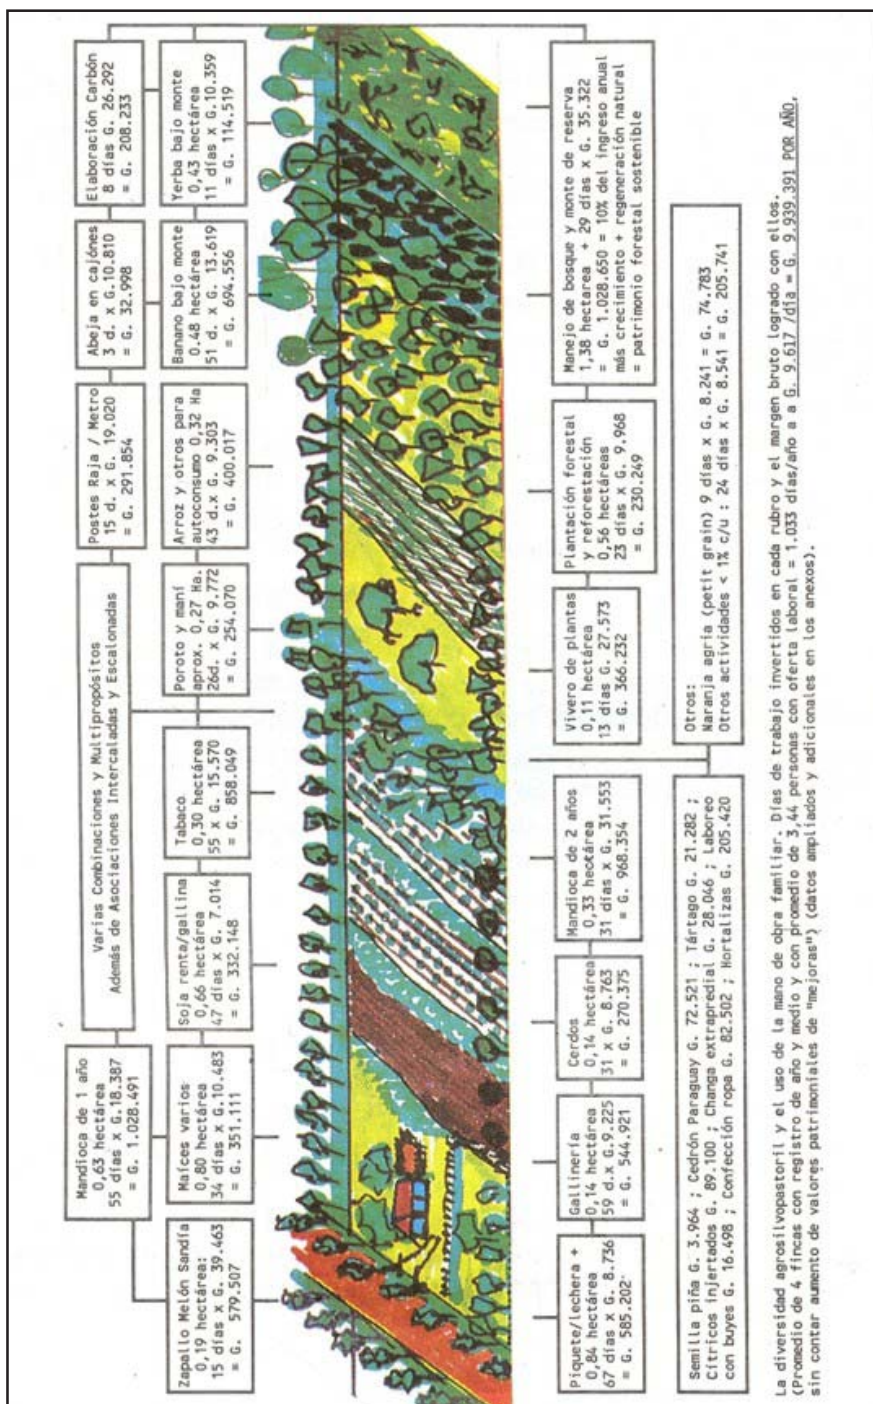 Mandioca de 1 año
0,63 hectárea
55 días x G.18.387
= G. 1.028.491
Varias Combinaciones y Multipropósitos
Además de Asociaciones Intercaladas y Escalonadas
Postes Raja / Metro
15 d. x G. 19.020
= G. 291.854
Abeja en cajónes
3 d. x G.10.810
= G. 32.998
Elaboración Carbón
8 días G. 26.292
= G. 208.233
Zapallo Melón Sandía
0,19 hectárea:
15 días x G. 39.463
= G. 579.507
Maíces varios
0,80 hectárea
34 días x G.10.483
= G. 351.111
Soja renta/gallina
0,66 hectárea
47 días x G. 7.014
= G. 332.148
Tabaco
0,30 hectárea
55 x G. 15.570
= G. 858.049
Poroto y maní
aprox. 0,27 Ha.
26d. x G. 9.772
= G. 254.070
Arroz y otros para
autoconsumo 0,32 Ha
43 d.x G. 9.303
= G. 400.017
Banano bajo monte
0.48 hectárea
51 d. x G. 13.619
= G. 694.556
Yerba bajo monte
0,43 hectárea
11 días x G.10.359
= G. 114.519
Piquete/lechera +
0,84 hectárea
67 días x G. 8.736
= G. 585.202
Gallinería
0,14 hectárea
59 d.x G.9.225
= G. 544.921
Cerdos
0,14 hectárea
31 x G. 8.763
= G. 270.375
Mandioca de 2 años
0,33 hectárea
31 días x G. 31.553
= G. 968.354
Vivero de plantas
0,11 hectárea
13 días G. 27.573
= G. 366.232
Plantación forestal
y reforestación
0,56 hectáreas
23 días x G. 9.968
= G. 230.249
Manejo de bosque y monte de reserva
1,38 hectarea + 29 días x G. 35.322
= G. 1.028.650 = 10% del ingreso anual
más crecimiento + regeneración natural
= patrimonio forestal sostenible
Semilla piña G. 3.964 ; Cedrón Paraguay G. 72.521 ; Tártago G. 21.282 ;
Cítricos injertados G. 89.100 ; Changa extrapredial G. 28.046 ; Laboreo
con bueyes G. 16.498 ; Confección ropa G. 82.502 ; Hortalizas G. 205.420
Otros:
Naranja agria (petit grain) 9 días x G. 8.241 = G. 74.783
Otros actividades < 1% c/u : 24 días x G. 8.541 = G. 205.741
La diversidad agrosilvopastoril y el uso de la mano de obra familiar. Días de trabajo invertidos en cada rubro y el margen bruto logrado con ellos.
(Promedio de 4 fincas con registro de año y medio y con promedio de 3,44 personas con oferta laboral = 1.033 días/año a a G. 9.617 /día = G. 9.939.391 POR AÑO,
sin contar aumento de valores patrimoniales de "mejoras") (datos ampliados y adicionales en los anexos).